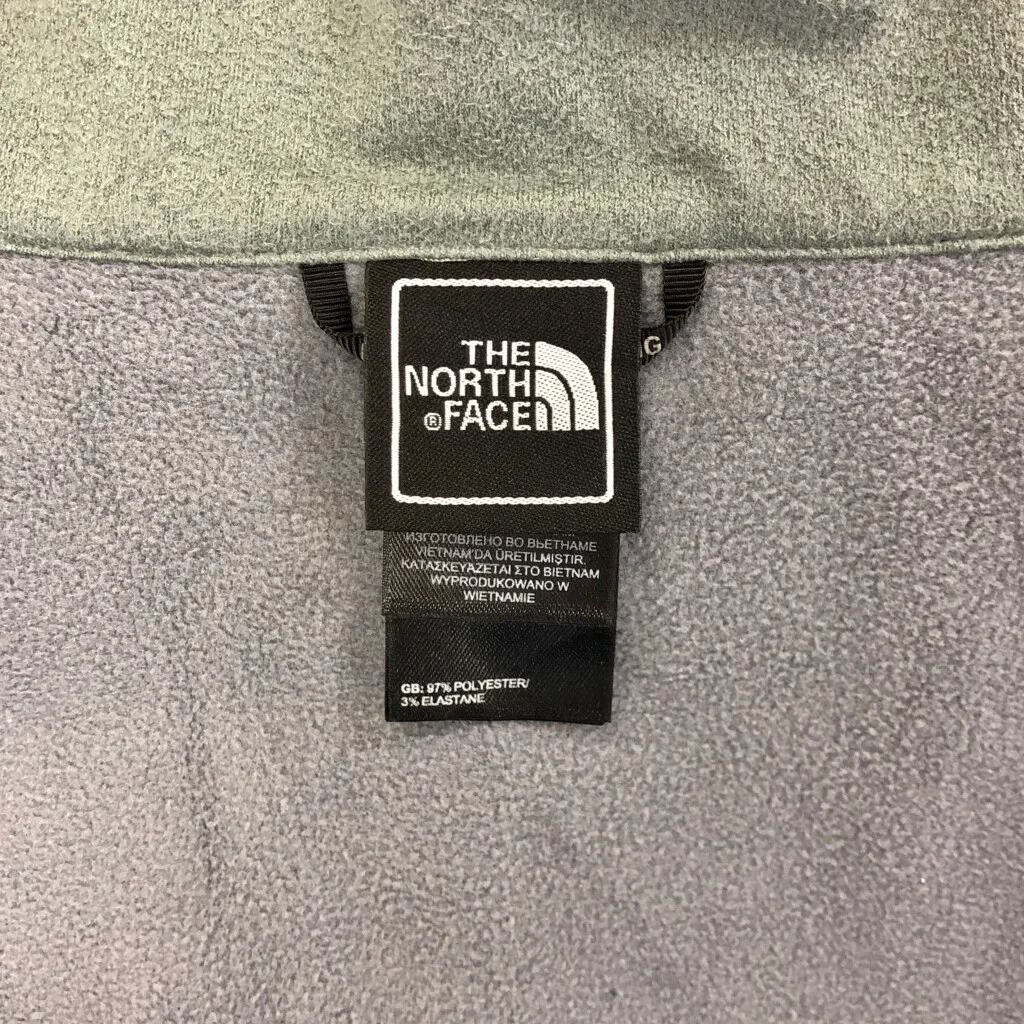 THE
NORTH
® FACE
G
ИЗГОТОВЛЕНО ВО ВЬЕТНАМЕ
VIETNAM'DA ÜRETILMIŞTIR.
ΚΑΤΑΣΚΕΥΑΖΕΤΑΙ ΣΤΟ ΒΙΕΤΝΑΜ
WYPRODUKOWANO W
WIETNAMIE
GB: 97% POLYESTER/
3% ELASTANE